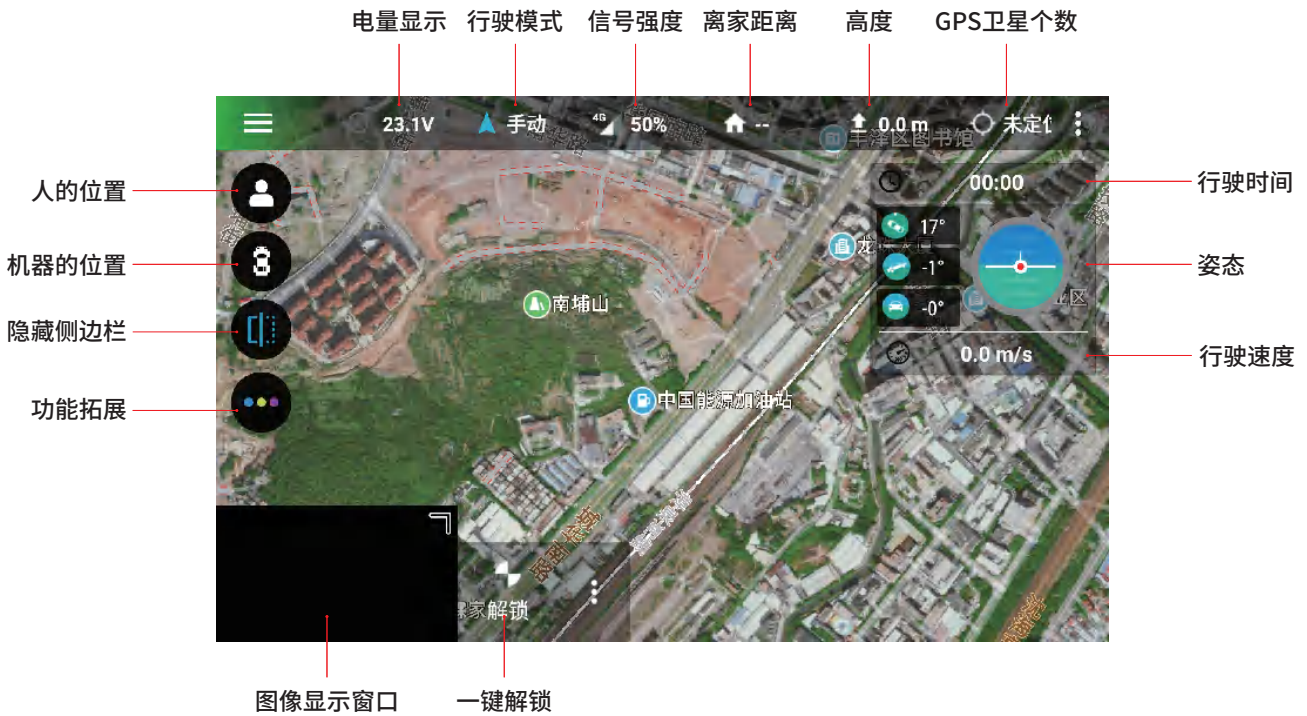 电量显示 行驶模式 信号强度 离家距离 高度 GPS卫星个数
23.1V 手动 4G 50% -- 0.0 m 未定位
丰泽区图书馆
人的位置
00:00
行驶时间
17°
机器的位置
-1°
姿态
南埔山
-0°
隐藏侧边栏
0.0 m/s
行驶速度
功能拓展
中国能源加油站
解锁
图像显示窗口 一键解锁